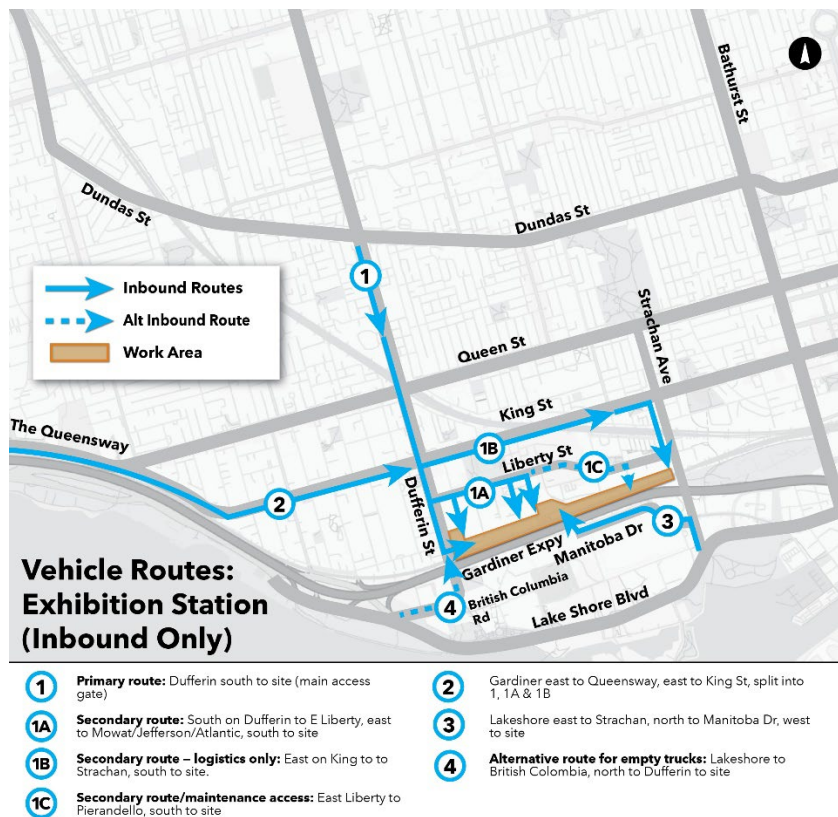 Bathurst St
Dundas St
Dundas St
1
Inbound Routes
Alt Inbound Route
Work Area
Strachan Ave
Queen St
King St
The Queensway
1B
Liberty St
1C
2
1A
Dufferin St
3
Gardiner Expy
Manitoba Dr
4
British Columbia
Rd
Lake Shore Blvd
Vehicle Routes:
Exhibition Station
(Inbound Only)
1
Primary route: Dufferin south to site (main access
gate)
1A
Secondary route: South on Dufferin to E Liberty, east
to Mowat/Jefferson/Atlantic, south to site
1B
Secondary route – logistics only: East on King to to
Strachan, south to site.
1C
Secondary route/maintenance access: East Liberty to
Pierandello, south to site
2
Gardiner east to Queensway, east to King St, split into
1, 1A & 1B
3
Lakeshore east to Strachan, north to Manitoba Dr, west
to site
4
Alternative route for empty trucks: Lakeshore to
British Colombia, north to Dufferin to site